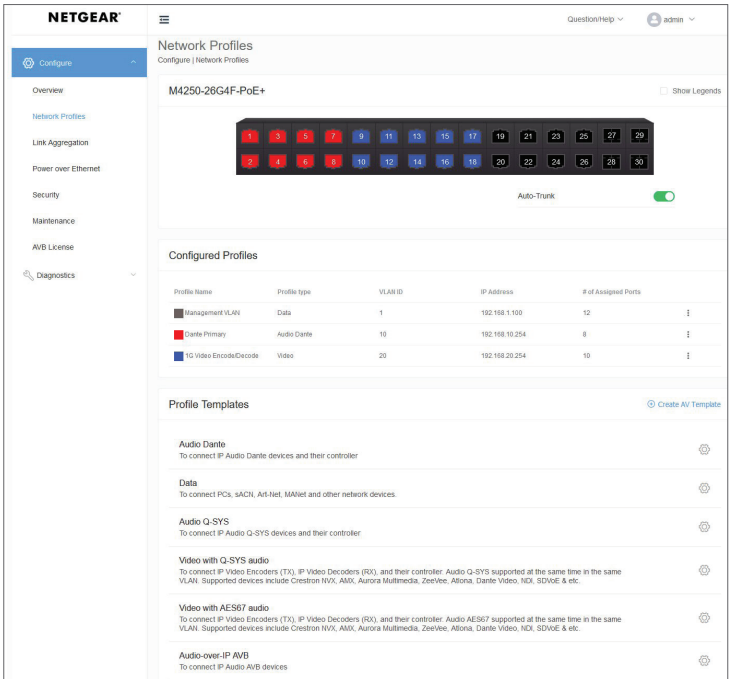 NETGEAR®
Question/Help
admin
Configure
Overview
Network Profiles
Link Aggregation
Power over Ethernet
Security
Maintenance
AVB License
Diagnostics
Network Profiles
Configure | Network Profiles
M4250-26G4F-PoE+
Show Legends
1 3 5 7 9 11 13 15 17 19 21 23 25 27 29
2 4 6 8 10 12 14 16 18 20 22 24 26 28 30
Auto-Trunk
Configured Profiles
Profile Name Profile type VLAN ID IP Address # of Assigned Ports
Management VLAN Data 1 192.168.1.100 12
Dante Primary Audio Dante 10 192.168.10.254 8
1G Video Encode/Decode Video 20 192.168.20.254 10
Profile Templates
Create AV Template
Audio Dante
To connect IP Audio Dante devices and their controller
Data
To connect PCs, sACN, Art-Net, MANet and other network devices.
Audio Q-SYS
To connect IP Audio Q-SYS devices and their controller
Video with Q-SYS audio
To connect IP Video Encoders (TX), IP Video Decoders (RX), and their controller. Audio Q-SYS supported at the same time in the same
VLAN. Supported devices include Crestron NVX, AMX, Aurora Multimedia, ZeeVee, Atlona, Dante Video, NDI, SDVoE & etc.
Video with AES67 audio
To connect IP Video Encoders (TX), IP Video Decoders (RX), and their controller. Audio AES67 supported at the same time in the same
VLAN. Supported devices include Crestron NVX, AMX, Aurora Multimedia, ZeeVee, Atlona, Dante Video, NDI, SDVoE & etc.
Audio-over-IP AVB
To connect IP Audio AVB devices